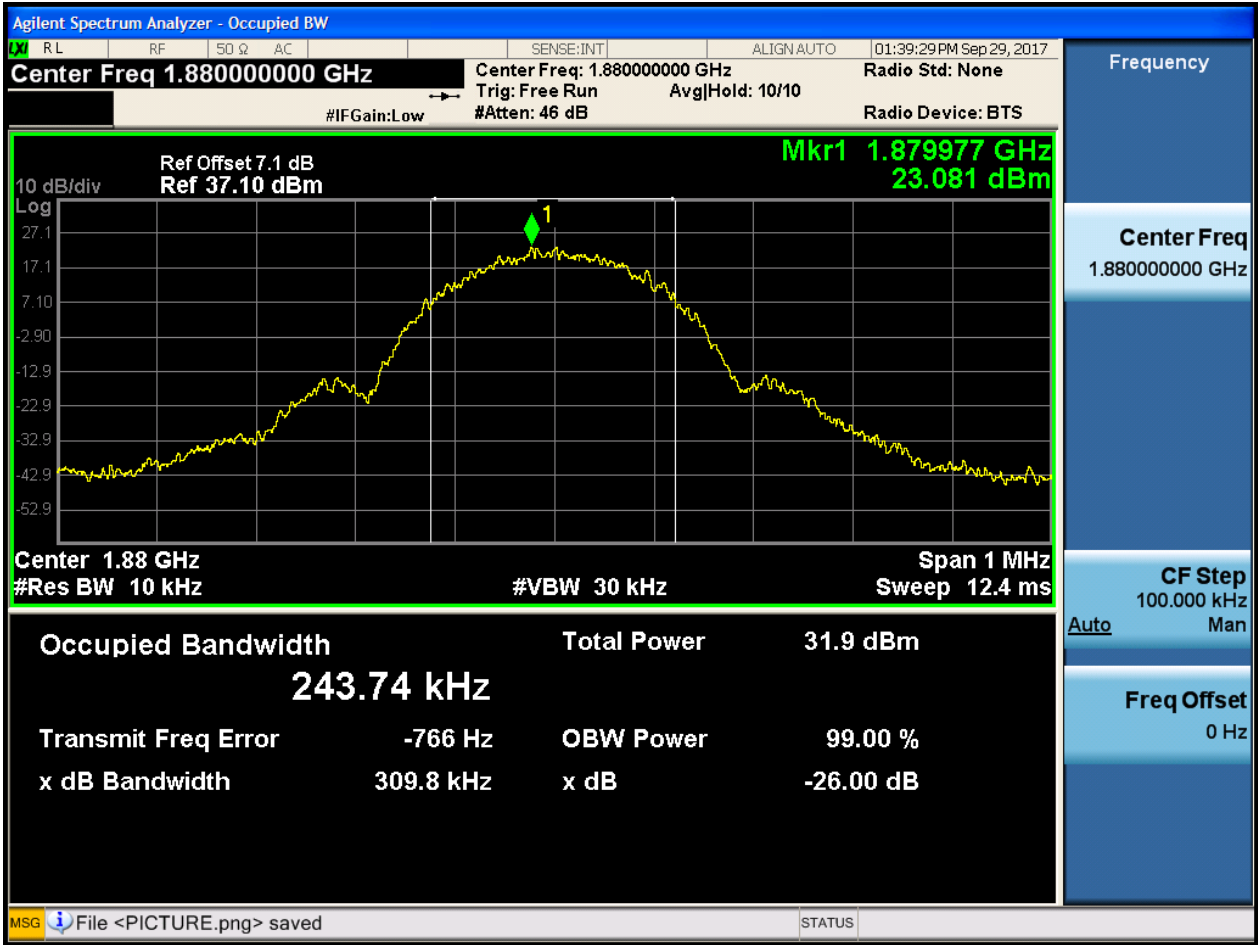 Agilent Spectrum Analyzer - Occupied BW
LXI RL RF 50 Ω AC SENSE:INT ALIGN AUTO 01:39:29 PM Sep 29, 2017
Center Freq 1.880000000 GHz
Center Freq: 1.880000000 GHz Radio Std: None
Trig: Free Run Avg|Hold: 10/10
#IFGain:Low #Atten: 46 dB Radio Device: BTS
Mkr1 1.879977 GHz
23.081 dBm
Ref Offset 7.1 dB
10 dB/div Ref 37.10 dBm
Log
1
27.1
17.1
7.10
-2.90
-12.9
-22.9
-32.9
-42.9
-52.9
Center 1.88 GHz Span 1 MHz
#Res BW 10 kHz #VBW 30 kHz Sweep 12.4 ms
Occupied Bandwidth Total Power 31.9 dBm
243.74 kHz
Transmit Freq Error -766 Hz OBW Power 99.00 %
x dB Bandwidth 309.8 kHz x dB -26.00 dB
Frequency
Center Freq
1.880000000 GHz
CF Step
100.000 kHz
Auto Man
Freq Offset
0 Hz
MSG File <PICTURE.png> saved STATUS